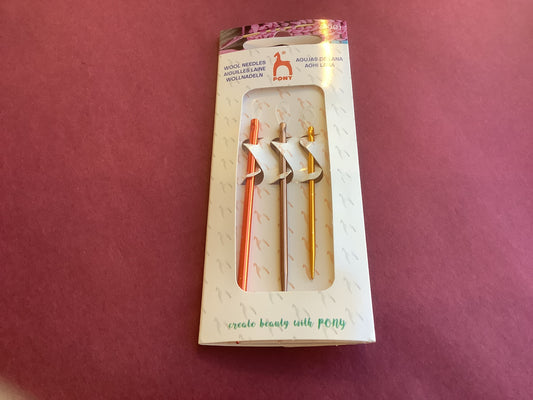 WOOL NEEDLES
AIGUILLES LAINE
WOLLNADELN
PONY
AGUJAS DE LANA
AGHI LANA
create beauty with PONY